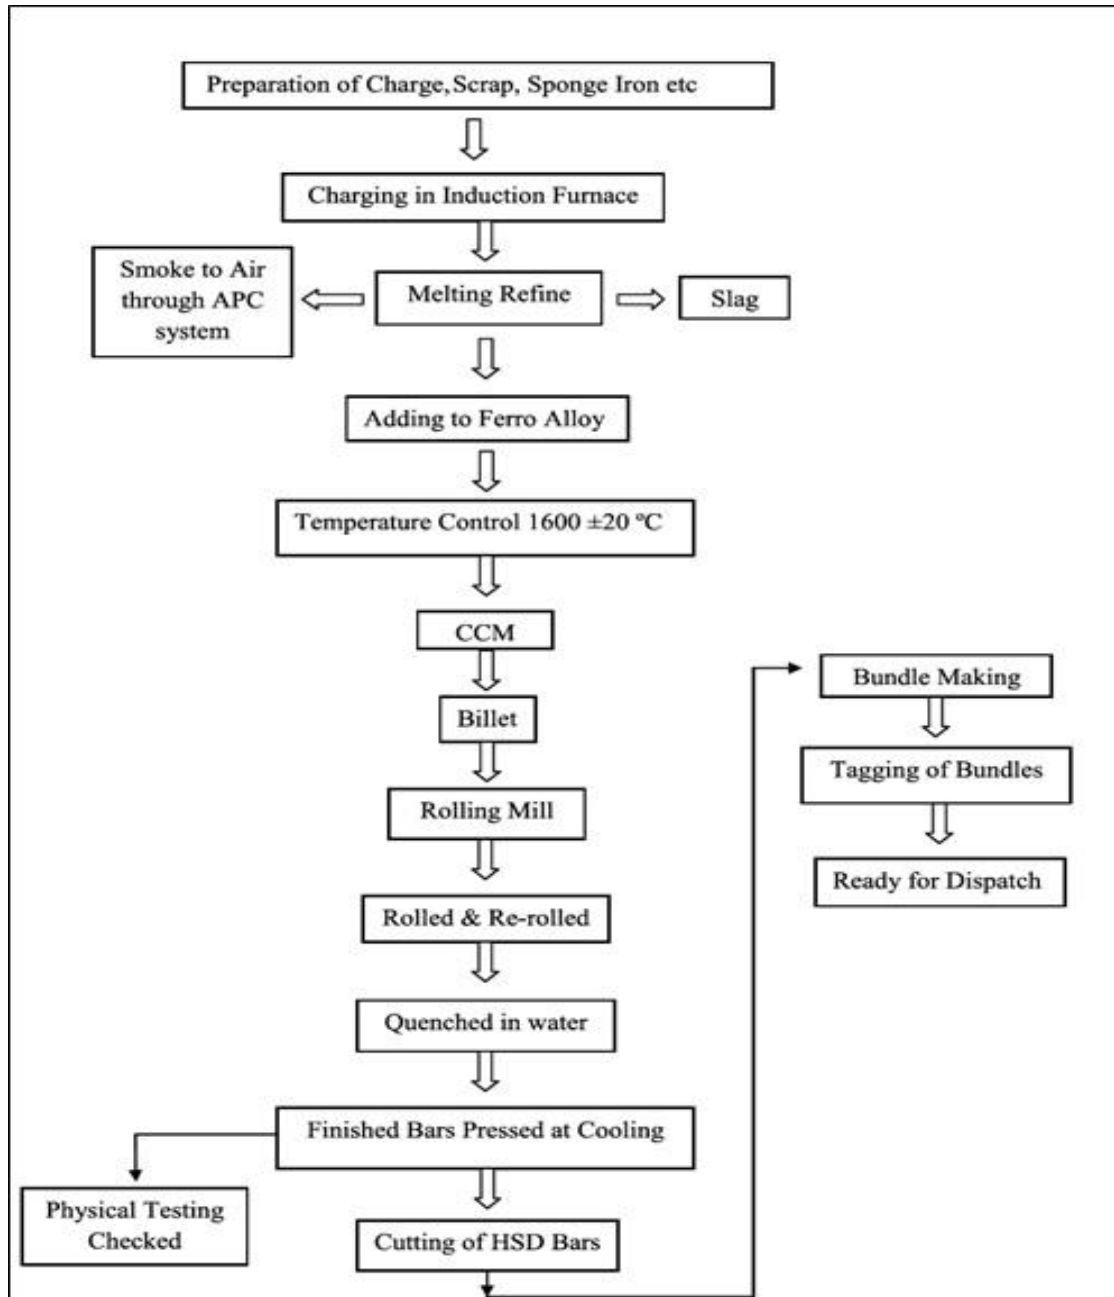 Preparation of Charge, Scrap, Sponge Iron etc
Charging in Induction Furnace
Smoke to Air
through APC
system
Melting Refine
Slag
Adding to Ferro Alloy
Temperature Control 1600 ±20 ºC
CCM
Billet
Rolling Mill
Rolled & Re-rolled
Quenched in water
Finished Bars Pressed at Cooling
Physical Testing
Checked
Cutting of HSD Bars
Bundle Making
Tagging of Bundles
Ready for Dispatch